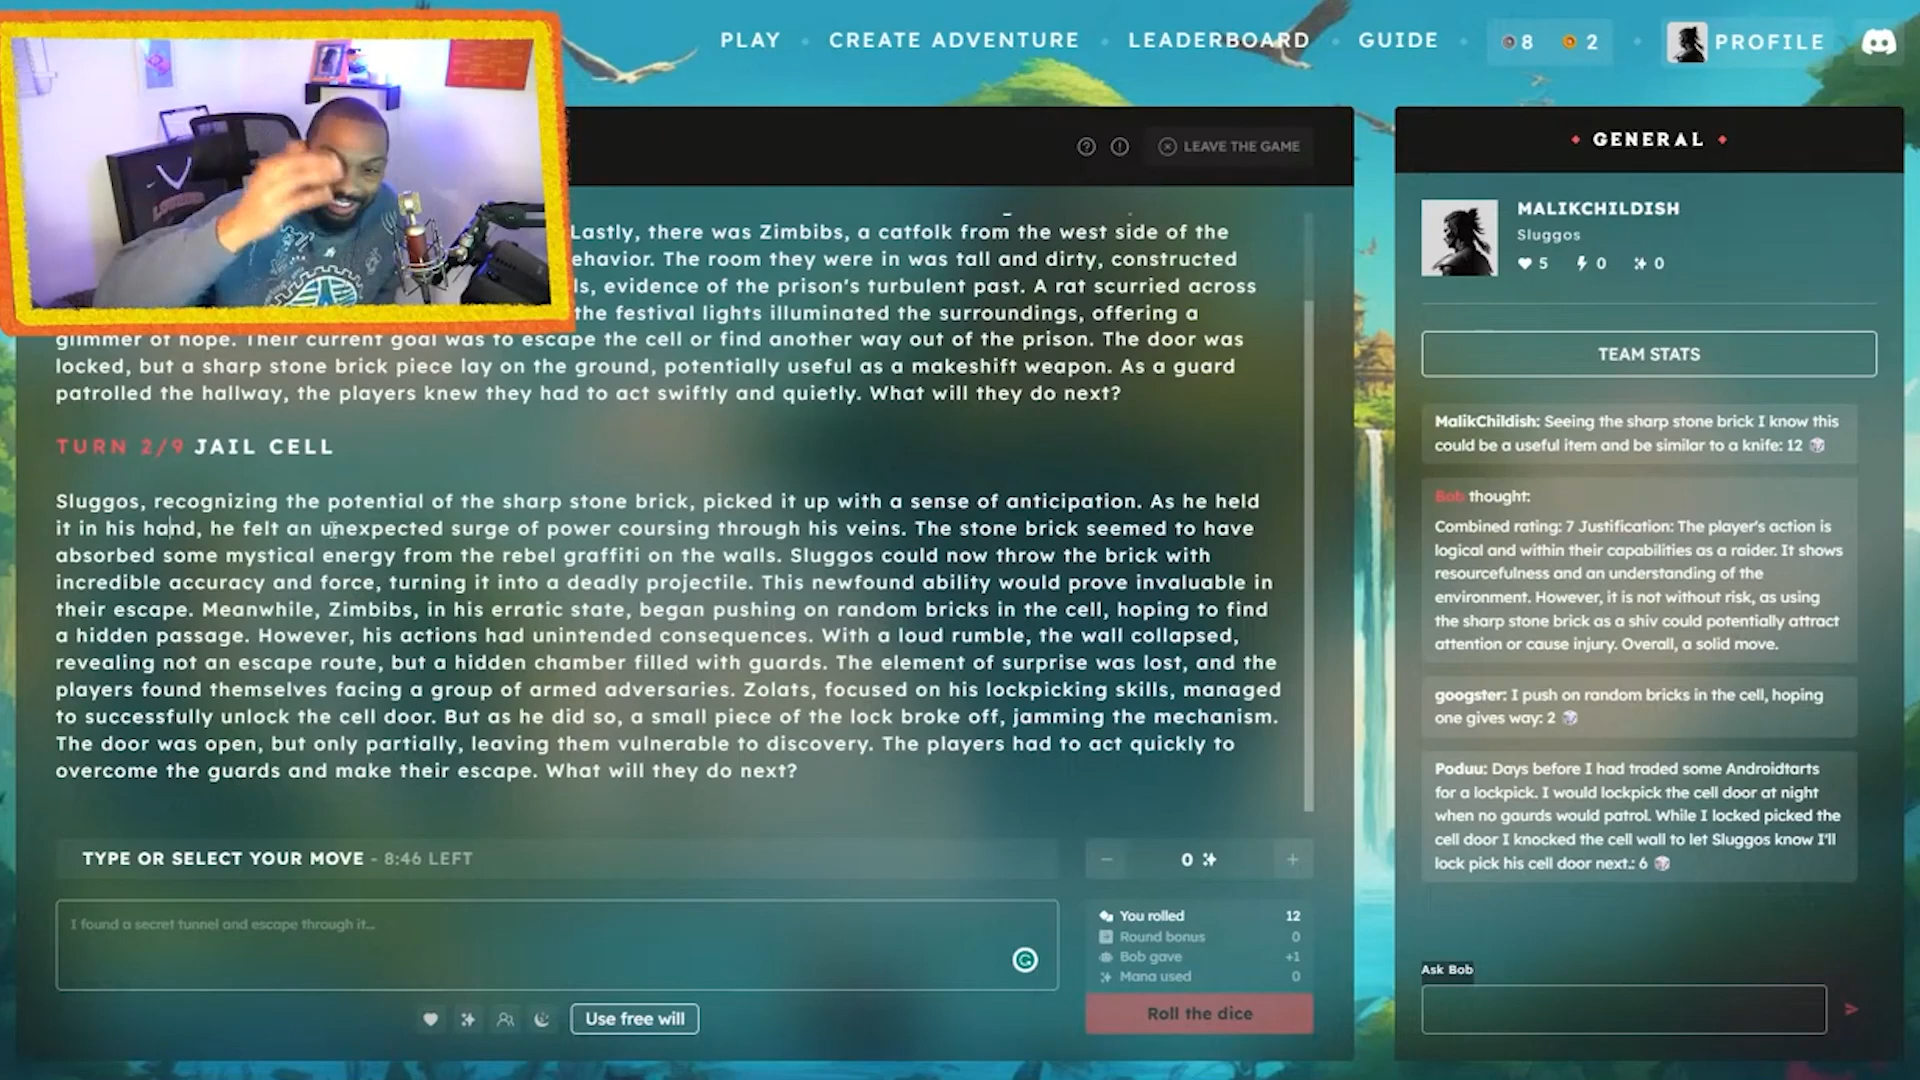 PLAY
CREATE ADVENTURE
LEADERBOARD
GUIDE
8
2
PROFILE
LEAVE THE GAME
Lastly, there was Zimbibs, a catfolk from the west side of the
ehavior. The room they were in was tall and dirty, constructed
ls, evidence of the prison's turbulent past. A rat scurried across
the festival lights illuminated the surroundings, offering a
glimmer of hope. Their current goal was to escape the cell or find another way out of the prison. The door was
locked, but a sharp stone brick piece lay on the ground, potentially useful as a makeshift weapon. As a guard
patrolled the hallway, the players knew they had to act swiftly and quietly. What will they do next?
TURN 2/9 JAIL CELL
Sluggos, recognizing the potential of the sharp stone brick, picked it up with a sense of anticipation. As he held
it in his hand, he felt an unexpected surge of power coursing through his veins. The stone brick seemed to have
absorbed some mystical energy from the rebel graffiti on the walls. Sluggos could now throw the brick with
incredible accuracy and force, turning it into a deadly projectile. This newfound ability would prove invaluable in
their escape. Meanwhile, Zimbibs, in his erratic state, began pushing on random bricks in the cell, hoping to find
a hidden passage. However, his actions had unintended consequences. With a loud rumble, the wall collapsed,
revealing not an escape route, but a hidden chamber filled with guards. The element of surprise was lost, and the
players found themselves facing a group of armed adversaries. Zolats, focused on his lockpicking skills, managed
to successfully unlock the cell door. But as he did so, a small piece of the lock broke off, jamming the mechanism.
The door was open, but only partially, leaving them vulnerable to discovery. The players had to act quickly to
overcome the guards and make their escape. What will they do next?
TYPE OR SELECT YOUR MOVE - 8:46 LEFT
0
I found a secret tunnel and escape through it...
You rolled 12
Round bonus 0
Bob gave +1
Mana used 0
Use free will
Roll the dice
GENERAL
MALIKCHILDISH
Sluggos
5 0 0
TEAM STATS
MalikChildish: Seeing the sharp stone brick I know this
could be a useful item and be similar to a knife: 12
Bob thought:
Combined rating: 7 Justification: The player's action is
logical and within their capabilities as a raider. It shows
resourcefulness and an understanding of the
environment. However, it is not without risk, as using
the sharp stone brick as a shiv could potentially attract
attention or cause injury. Overall, a solid move.
googster: I push on random bricks in the cell, hoping
one gives way: 2
Poduu: Days before I had traded some Androidtarts
for a lockpick. I would lockpick the cell door at night
when no gaurds would patrol. While I locked picked the
cell door I knocked the cell wall to let Sluggos know I'll
lock pick his cell door next.: 6
Ask Bob